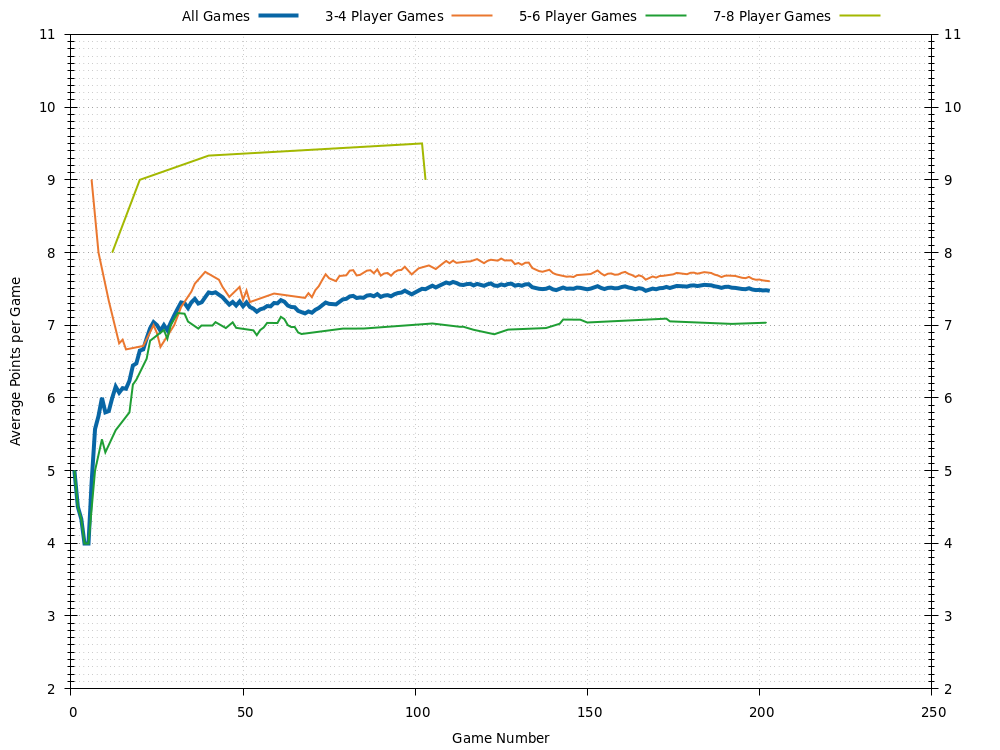 All Games 3-4 Player Games 5-6 Player Games 7-8 Player Games
11 11
10 10
9 9
8 8
7 7
6 6
5 5
4 4
3 3
2 2
Average Points per Game
0 50 100 150 200 250
Game Number